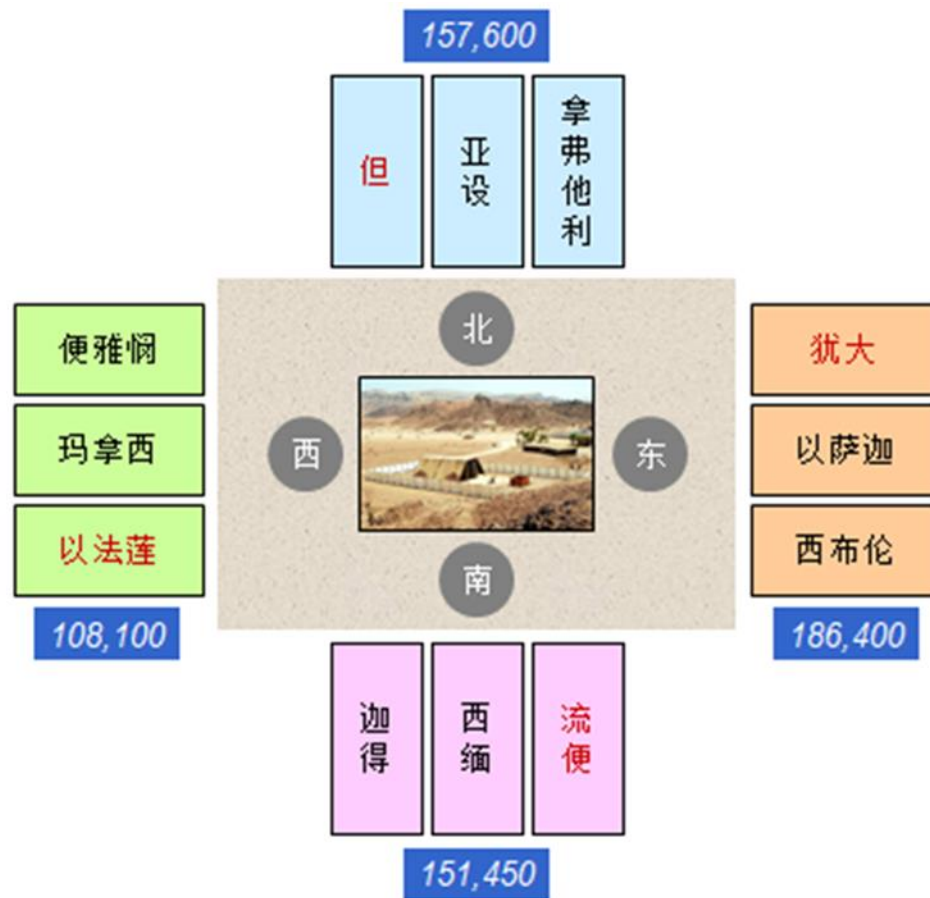 157,600
但
亚设
拿弗他利
北
便雅悯
玛拿西
以法莲
108,100
西
东
犹大
以萨迦
西布伦
186,400
南
迦得
西缅
流便
151,450